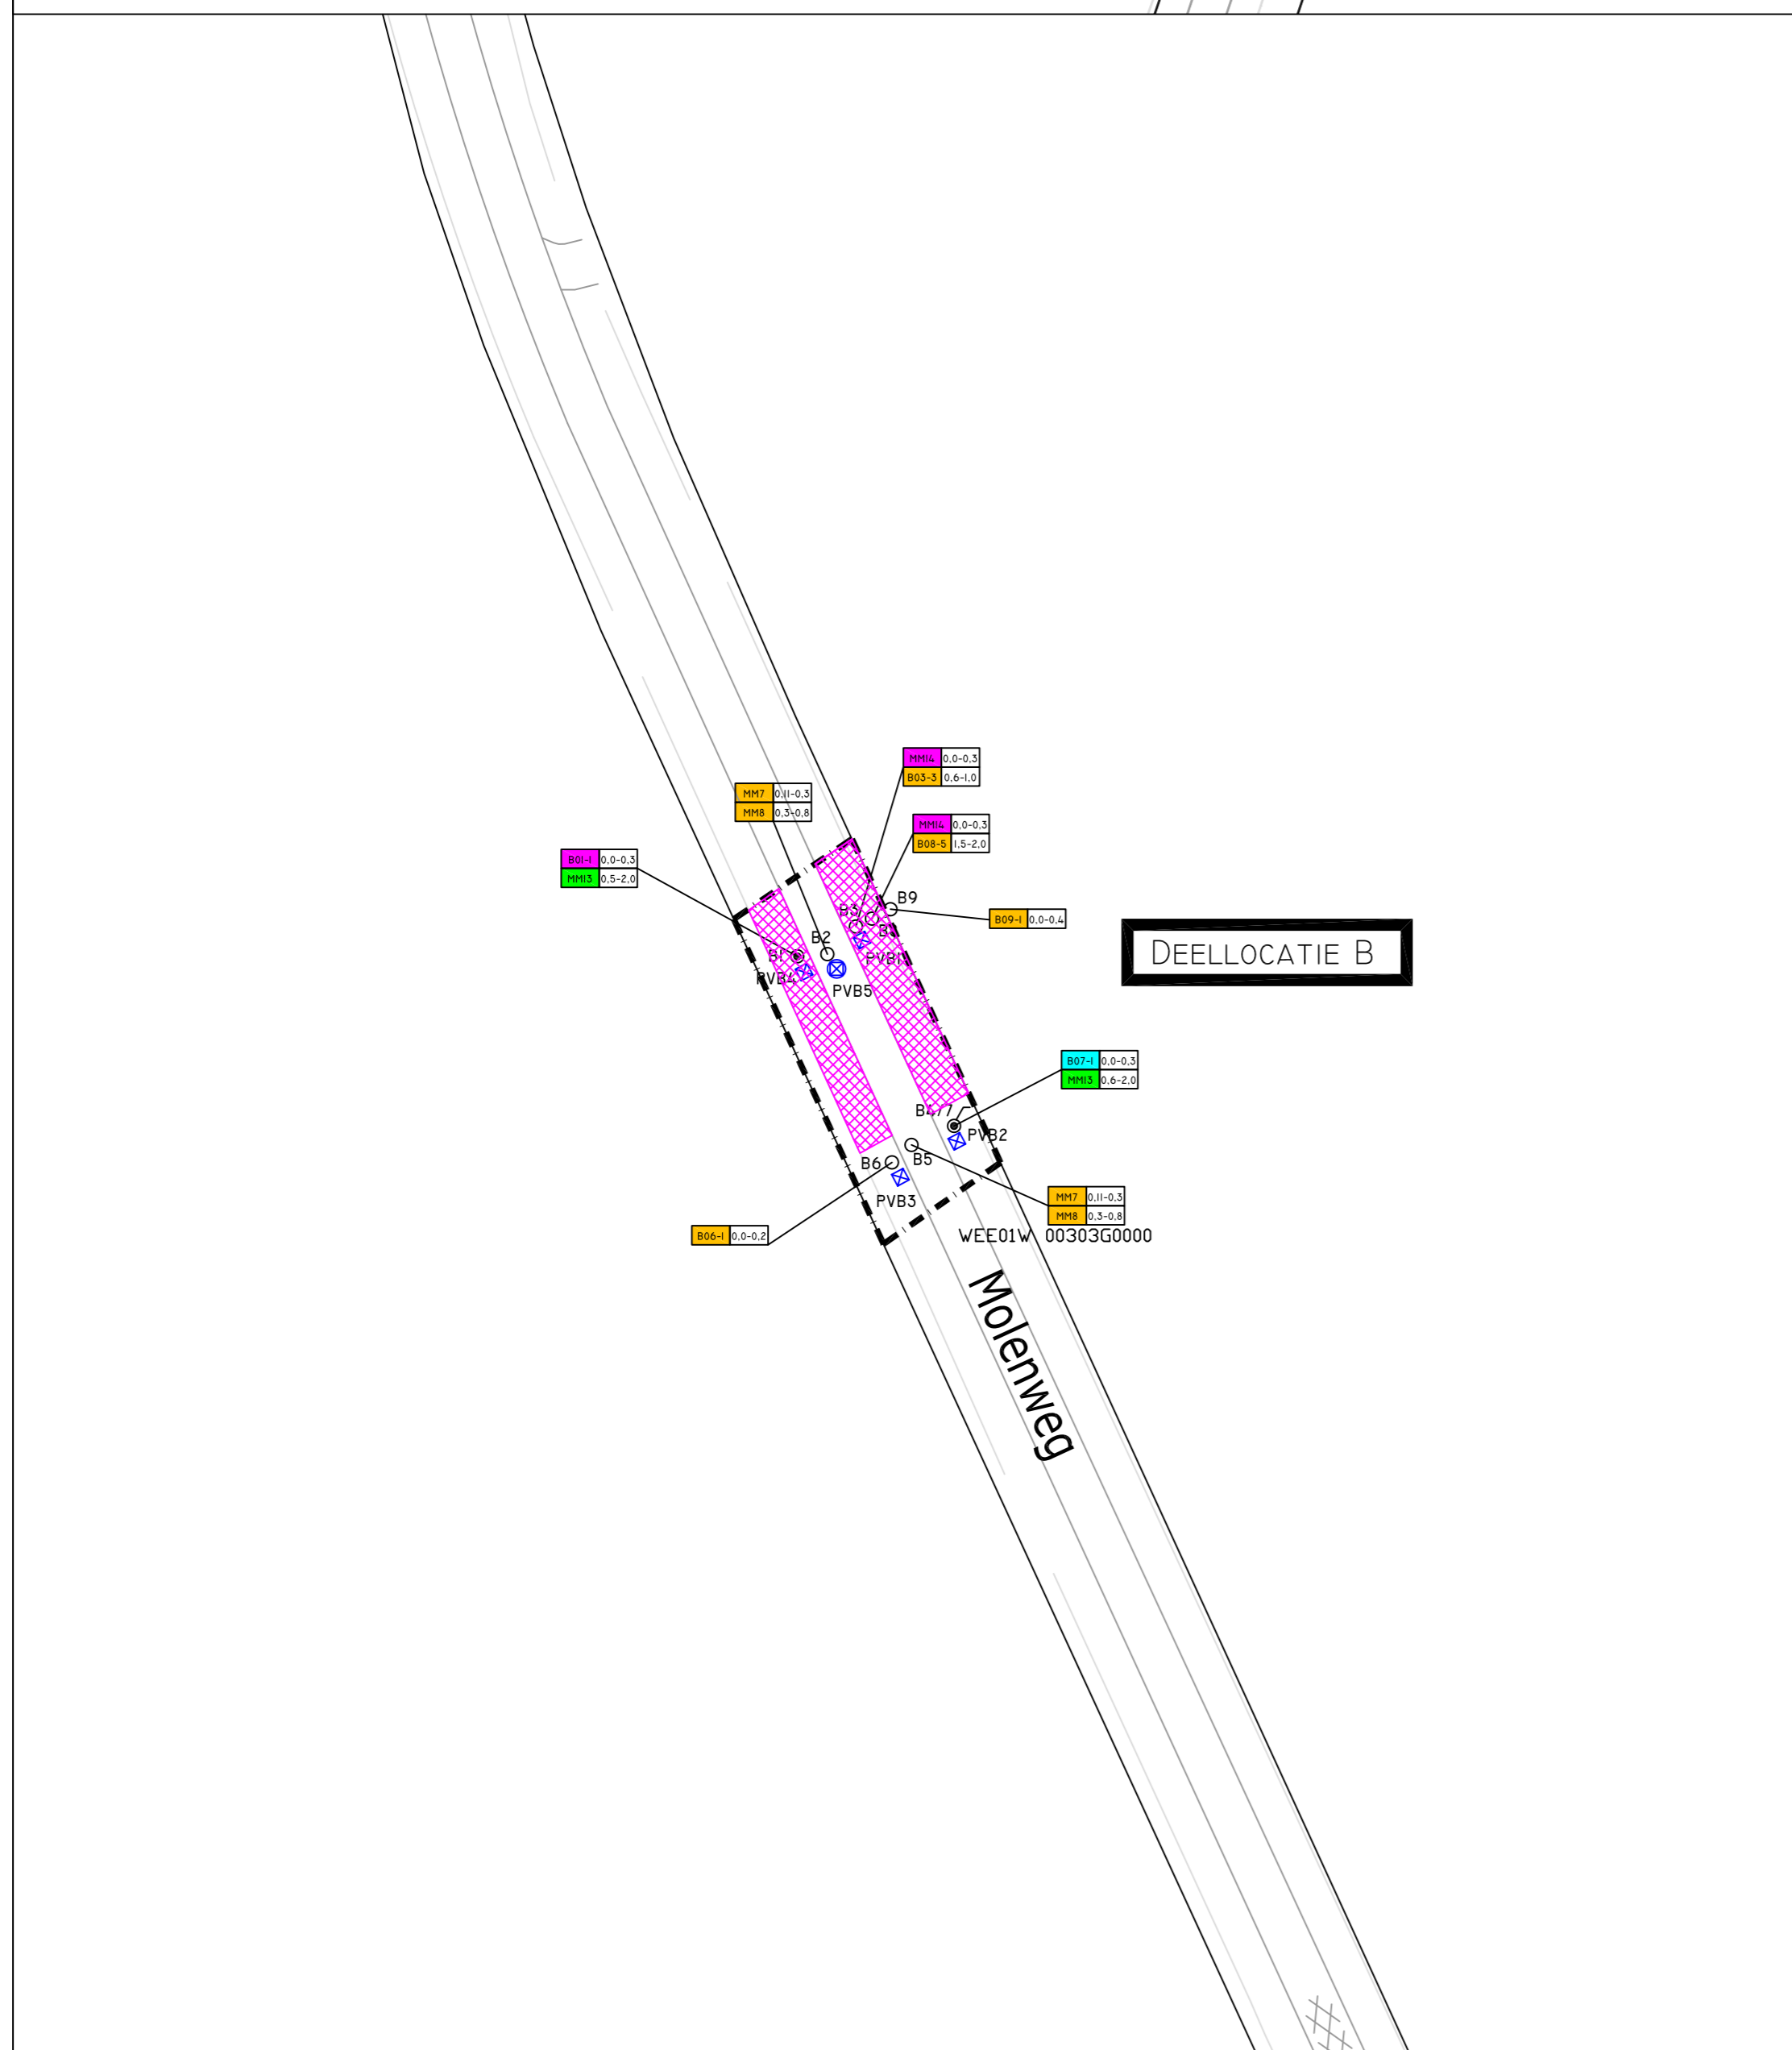 MM14 0,0-0,3
B03-3 0,6-1,0
MM7 0,11-0,3
MM8 0,3-0,8
MM14 0,0-0,3
B08-5 1,5-2,0
B01-1 0,0-0,3
MM13 0,5-2,0
B9
B3
B09-1 0,0-0,4
B2
B1
DEELLOCATIE B
PVB4
PVB5
B07-1 0,0-0,3
MM13 0,6-2,0
PVB2
B5
B6
PVB3
MM7 0,11-0,3
MM8 0,3-0,8
B06-1 0,0-0,2
WEE01W 00303G0000
Molenweg